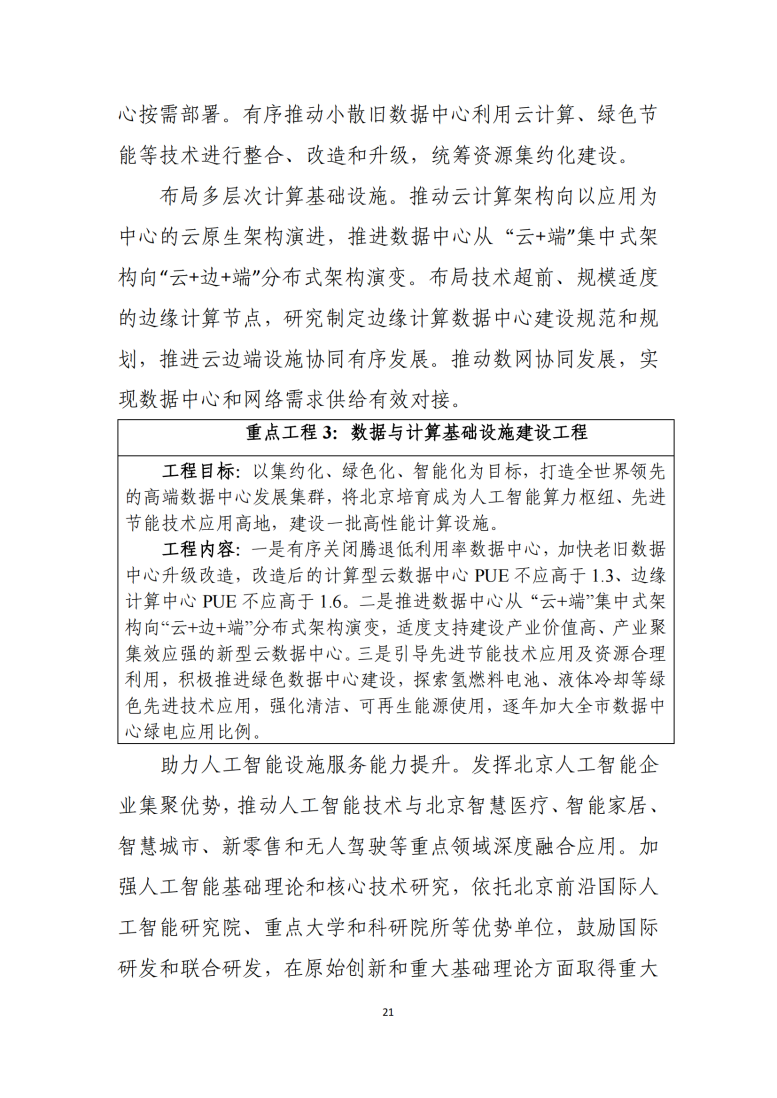 心按需部署。有序推动小散旧数据中心利用云计算、绿色节
能等技术进行整合、改造和升级，统筹资源集约化建设。
布局多层次计算基础设施。推动云计算架构向以应用为
中心的云原生架构演进，推进数据中心从“云+端”集中式架
构向“云+边+端”分布式架构演变。布局技术超前、规模适度
的边缘计算节点，研究制定边缘计算数据中心建设规范和规
划，推进云边端设施协同有序发展。推动数网协同发展，实
现数据中心和网络需求供给有效对接。
重点工程 3：数据与计算基础设施建设工程
工程目标：以集约化、绿色化、智能化为目标，打造全世界领先
的高端数据中心发展集群，将北京培育成为人工智能算力枢纽、先进
节能技术应用高地，建设一批高性能计算设施。
工程内容：一是有序关闭腾退低利用率数据中心，加快老旧数据
中心升级改造，改造后的计算型云数据中心 PUE 不应高于 1.3、边缘
计算中心 PUE 不应高于 1.6。二是推进数据中心从“云+端”集中式架
构向“云+边+端”分布式架构演变，适度支持建设产业价值高、产业聚
集效应强的新型云数据中心。三是引导先进节能技术应用及资源合理
利用，积极推进绿色数据中心建设，探索氢燃料电池、液体冷却等绿
色先进技术应用，强化清洁、可再生能源使用，逐年加大全市数据中
心绿电应用比例。
助力人工智能设施服务能力提升。发挥北京人工智能企
业集聚优势，推动人工智能技术与北京智慧医疗、智能家居、
智慧城市、新零售和无人驾驶等重点领域深度融合应用。加
强人工智能基础理论和核心技术研究，依托北京前沿国际人
工智能研究院、重点大学和科研院所等优势单位，鼓励国际
研发和联合研发，在原始创新和重大基础理论方面取得重大
21